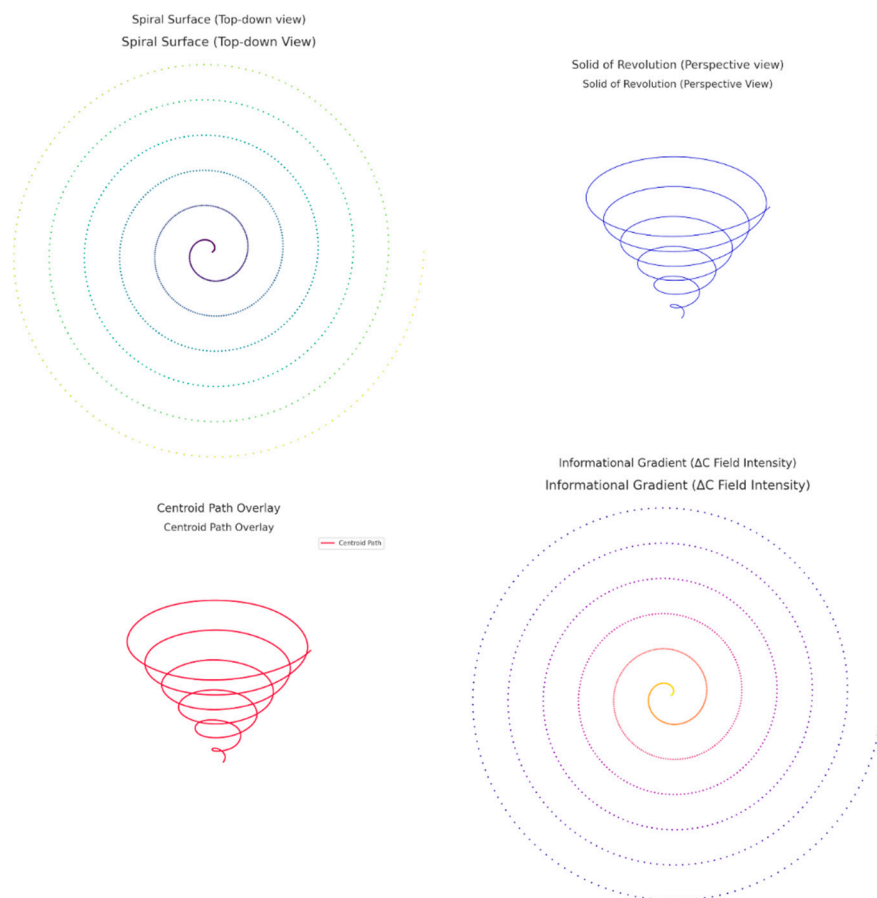 Spiral Surface (Top-down view)
Spiral Surface (Top-down View)
Solid of Revolution (Perspective view)
Solid of Revolution (Perspective View)
Centroid Path Overlay
Centroid Path Overlay
Centroid Path
Informational Gradient (ΔC Field Intensity)
Informational Gradient (ΔC Field Intensity)